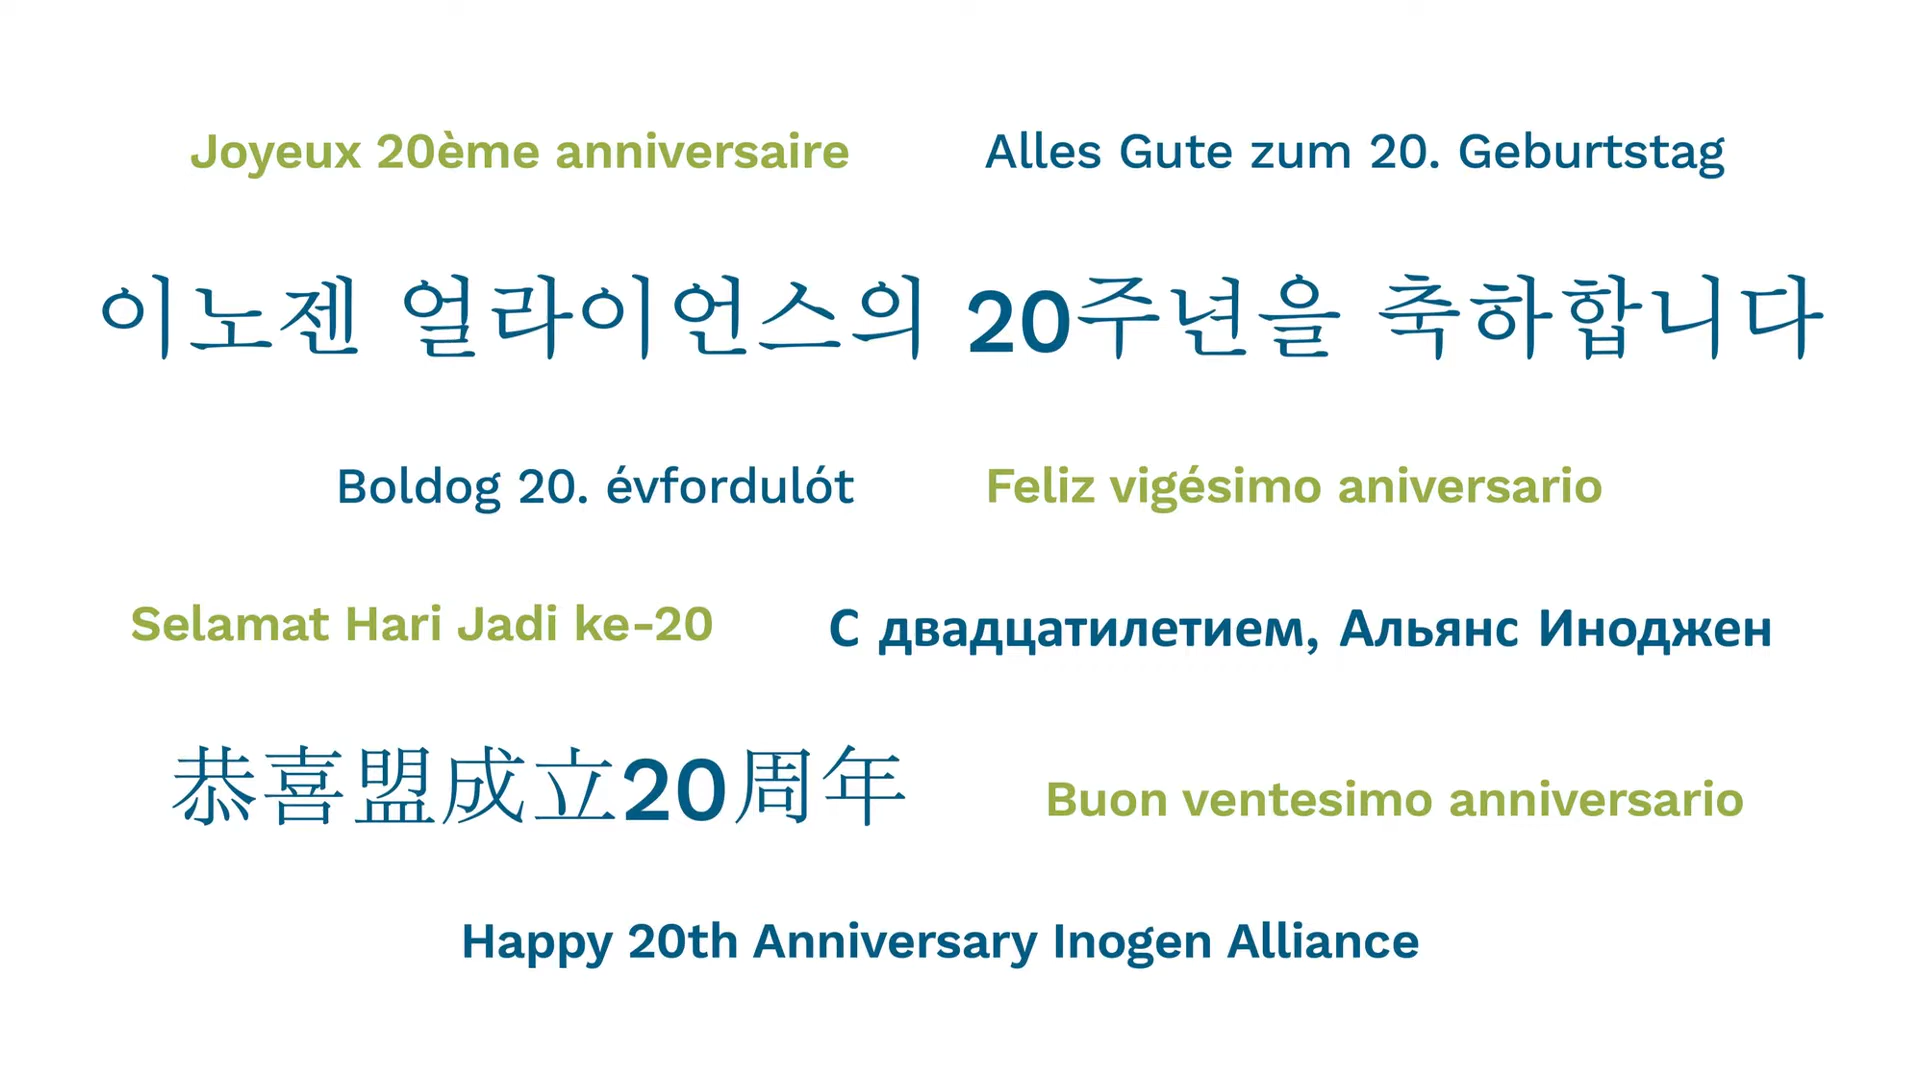 Joyeux 20ème anniversaire
Alles Gute zum 20. Geburtstag
이노젠 얼라이언스의 20주년을 축하합니다
Boldog 20. évfordulót
Feliz vigésimo aniversario
Selamat Hari Jadi ke-20
С двадцатилетием, Альянс Иноджен
恭喜盟成立20周年
Buon ventesimo anniversario
Happy 20th Anniversary Inogen Alliance